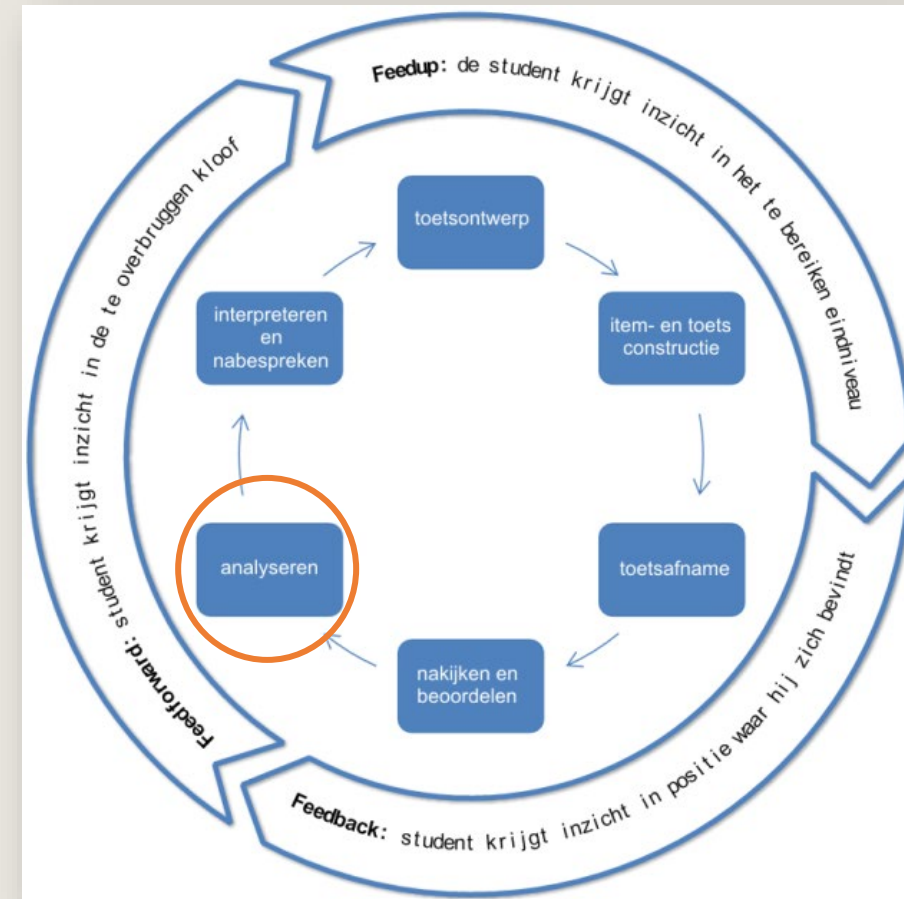 Feedup: de student krijgt inzicht in het te bereiken eindniveau
toetsontwerp
item- en toets
constructie
toetsafname
nakijken en
beoordelen
analyseren
interpreteren
en
nabespreken
Feedback: student krijgt inzicht in positie waar hij zich bevindt
Feedforward: student krijgt inzicht in de te overbruggen kloof